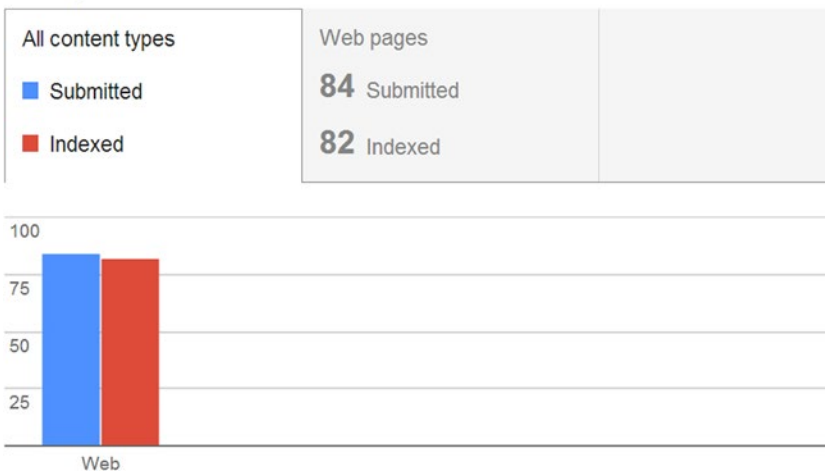 All content types
Submitted
Indexed
Web pages
84 Submitted
82 Indexed
100
75
50
25
Web